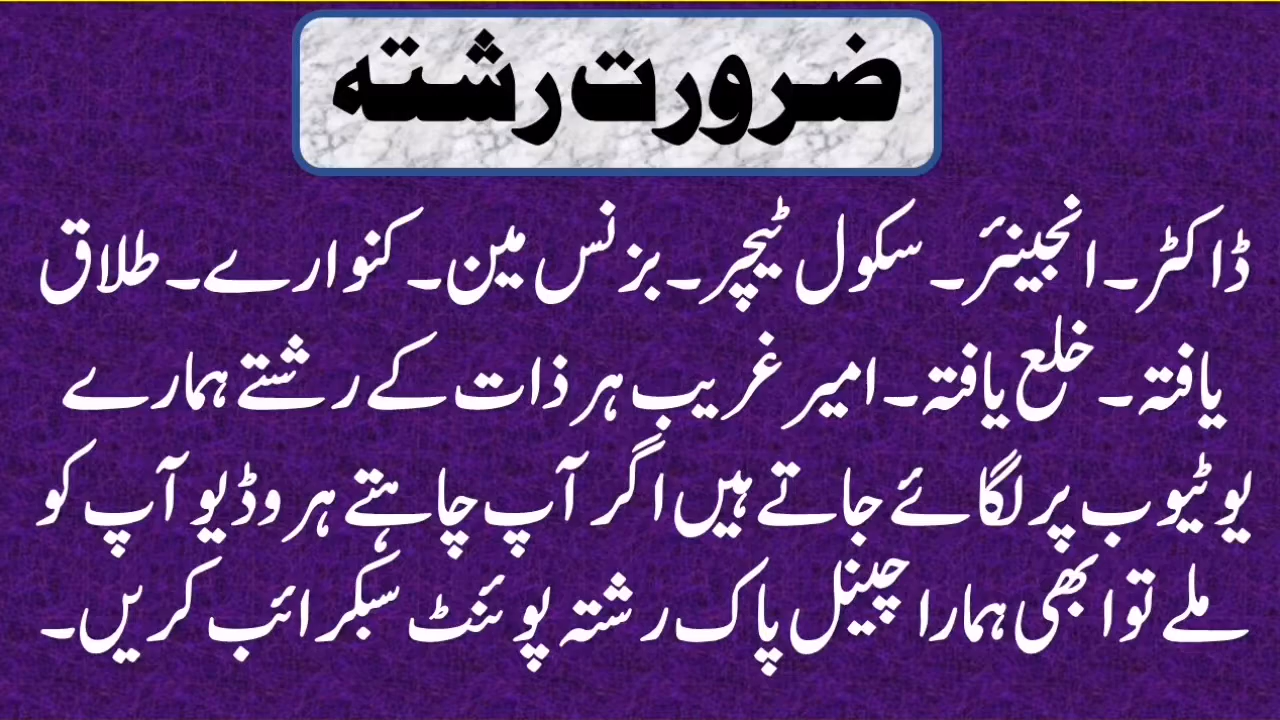 ضرورت رشتہ
ڈاکٹر۔ انجینئر۔ سکول ٹیچر۔ بزنس مین۔ کنوارے۔ طلاق
یافتہ۔ خلع یافتہ۔ امیر غریب ہر ذات کے رشتے ہمارے
یوٹیوب پر لگائے جاتے ہیں اگر آپ چاہتے ہر وڈیو آپ کو
ملے تو ابھی ہمارا چینل پاک رشتہ پوئنٹ سبکرائب کریں۔